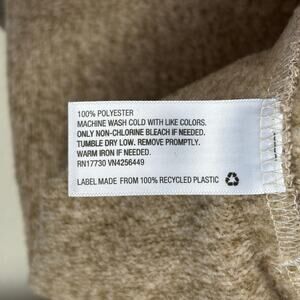 100% POLYESTER
MACHINE WASH COLD WITH LIKE COLORS.
ONLY NON-CHLORINE BLEACH IF NEEDED.
TUMBLE DRY LOW. REMOVE PROMPTLY.
WARM IRON IF NEEDED.
RN17730 VN4256449
LABEL MADE FROM 100% RECYCLED PLASTIC